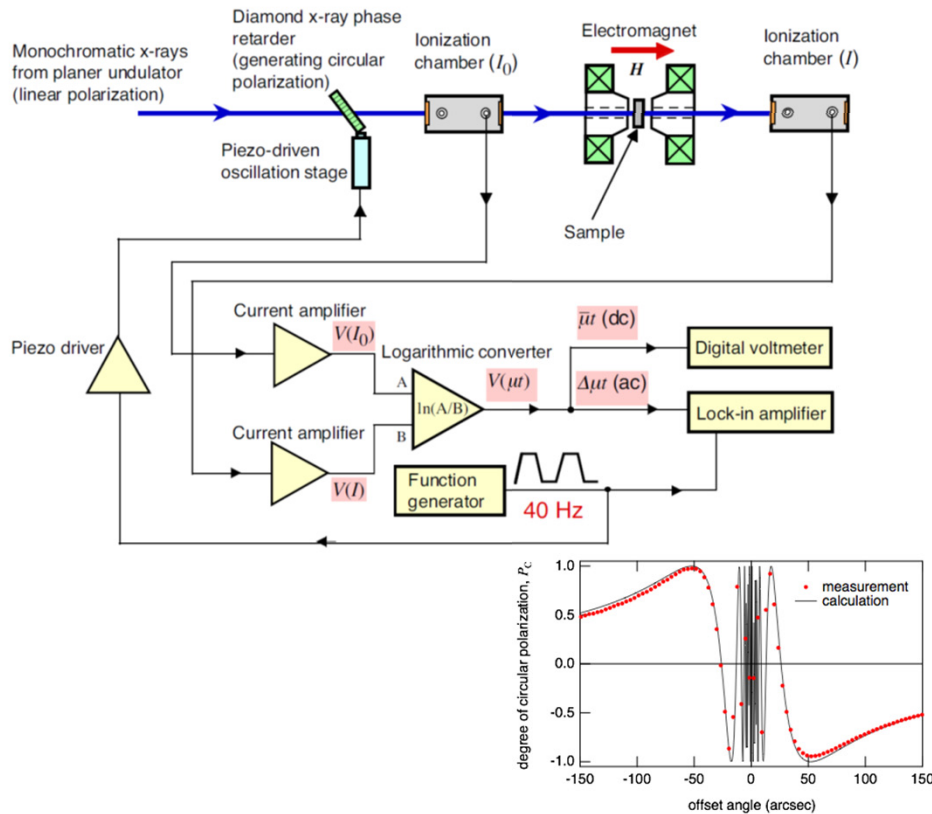 Monochromatic x-rays
from planer undulator
(linear polarization)
Diamond x-ray phase
retarder
(generating circular
polarization)
Ionization
chamber (I₀)
Electromagnet
H
Ionization
chamber (I)
Piezo-driven
oscillation stage
Sample
Current amplifier
V(I₀)
Piezo driver
Logarithmic converter
A
ln(A/B)
B
V(μt)
μ̄t (dc)
Digital voltmeter
Δμt (ac)
Lock-in amplifier
Current amplifier
V(I)
Function
generator
40 Hz
degree of circular polarization, P_C
1.0
0.5
0.0
-0.5
-1.0
measurement
calculation
-150 -100 -50 0 50 100 150
offset angle (arcsec)